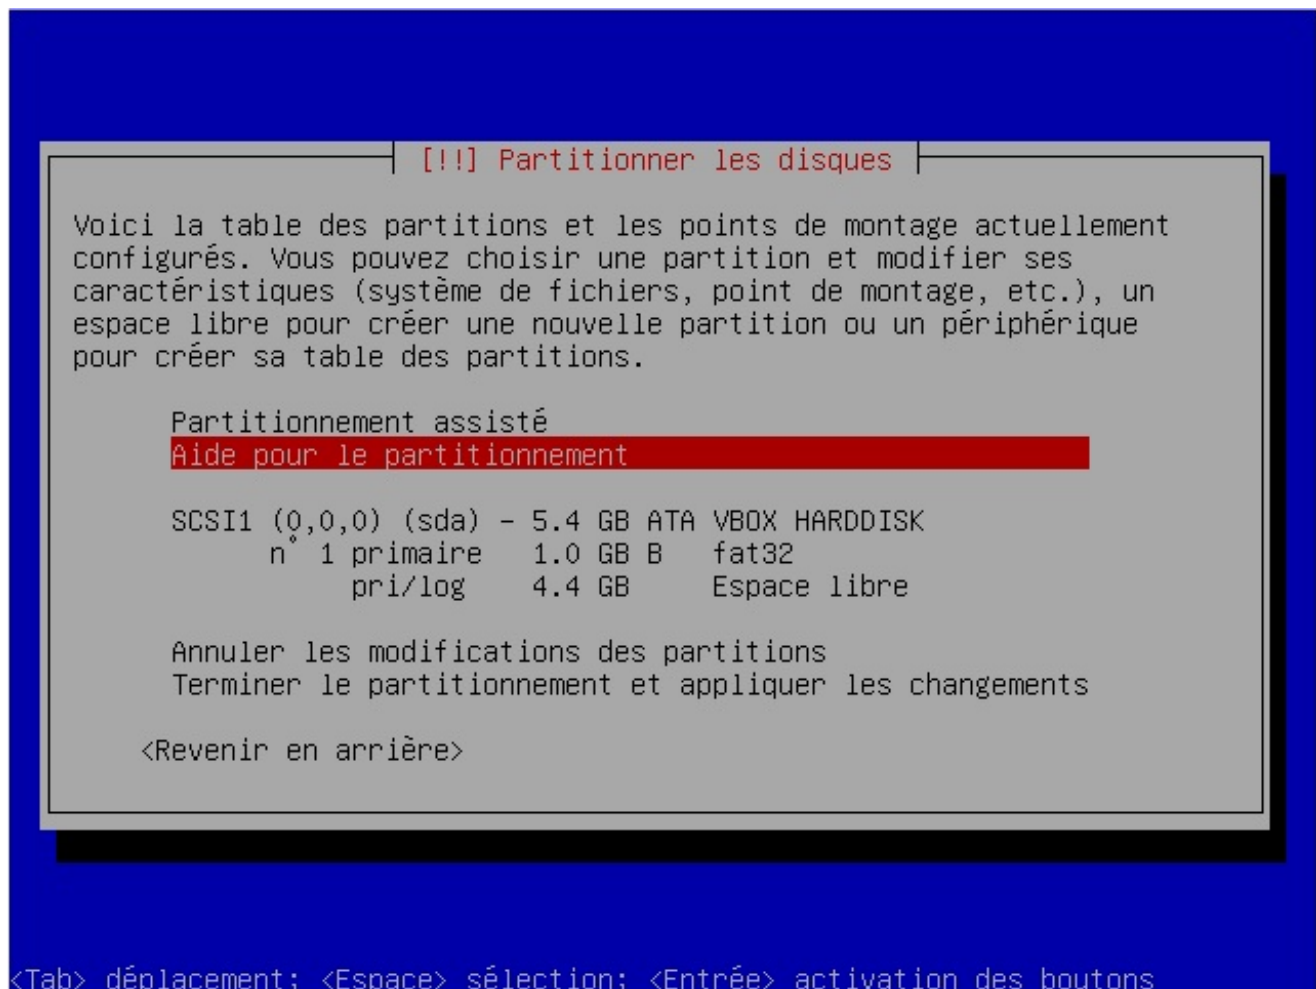 [!!] Partitionner les disques
Voici la table des partitions et les points de montage actuellement
configurés. Vous pouvez choisir une partition et modifier ses
caractéristiques (système de fichiers, point de montage, etc.), un
espace libre pour créer une nouvelle partition ou un périphérique
pour créer sa table des partitions.
Partitionnement assisté
Aide pour le partitionnement
SCSI1 (0,0,0) (sda) - 5.4 GB ATA VBOX HARDDISK
n° 1 primaire 1.0 GB B fat32
pri/log 4.4 GB Espace libre
Annuler les modifications des partitions
Terminer le partitionnement et appliquer les changements
<Revenir en arrière>
<Tab> déplacement; <Espace> sélection; <Entrée> activation des boutons